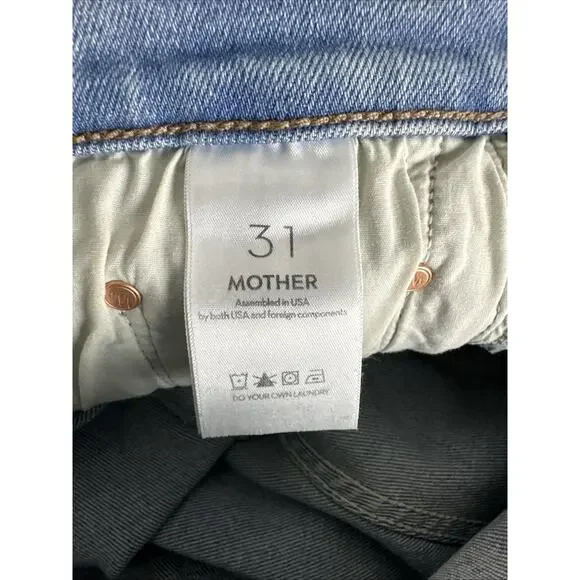 31
MOTHER
Assembled in USA
by both USA and foreign components
DO YOUR OWN LAUNDRY